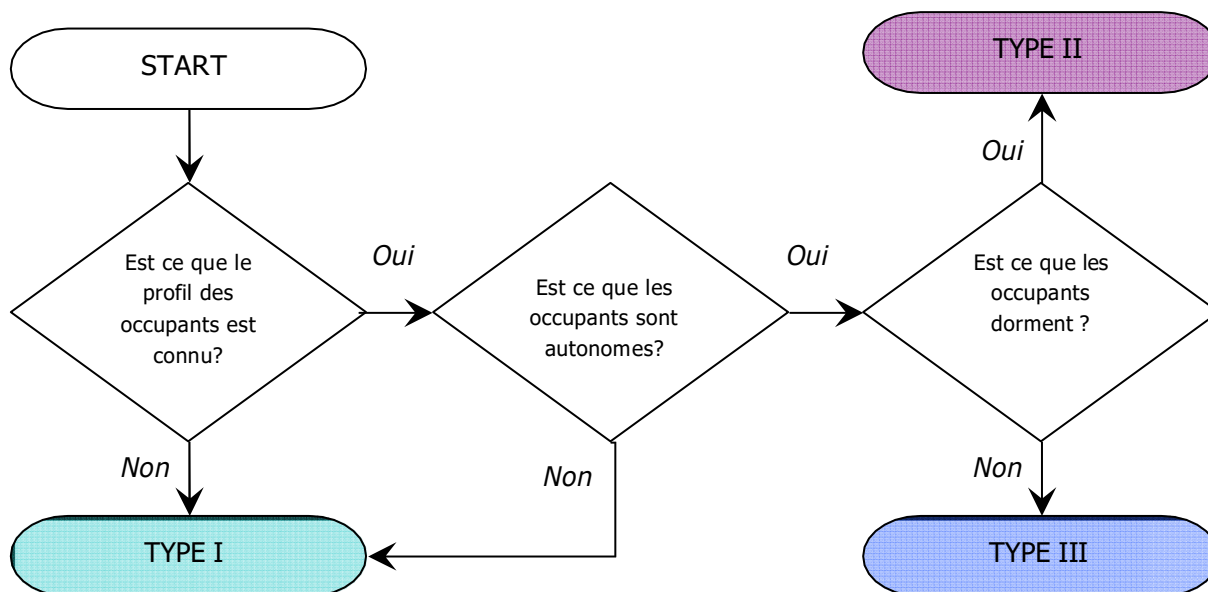 START
TYPE II
Oui
Est ce que le
profil des
occupants est
connu?
Oui
Est ce que les
occupants sont
autonomes?
Oui
Est ce que les
occupants
dorment ?
Non
Non
Non
TYPE I
TYPE III